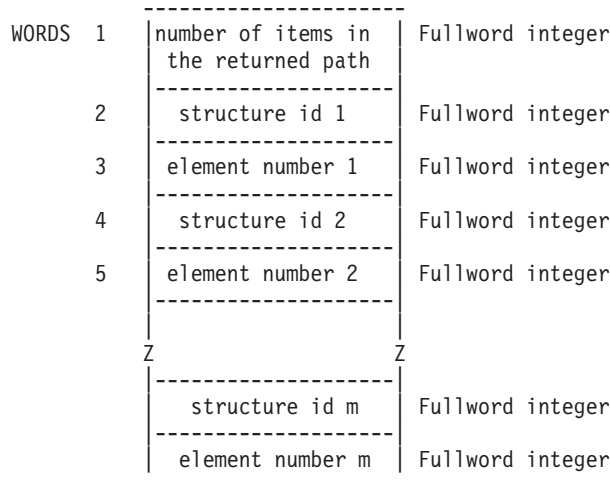 WORDS 1 number of items in Fullword integer
the returned path
2 structure id 1 Fullword integer
3 element number 1 Fullword integer
4 structure id 2 Fullword integer
5 element number 2 Fullword integer
Z Z
structure id m Fullword integer
element number m Fullword integer